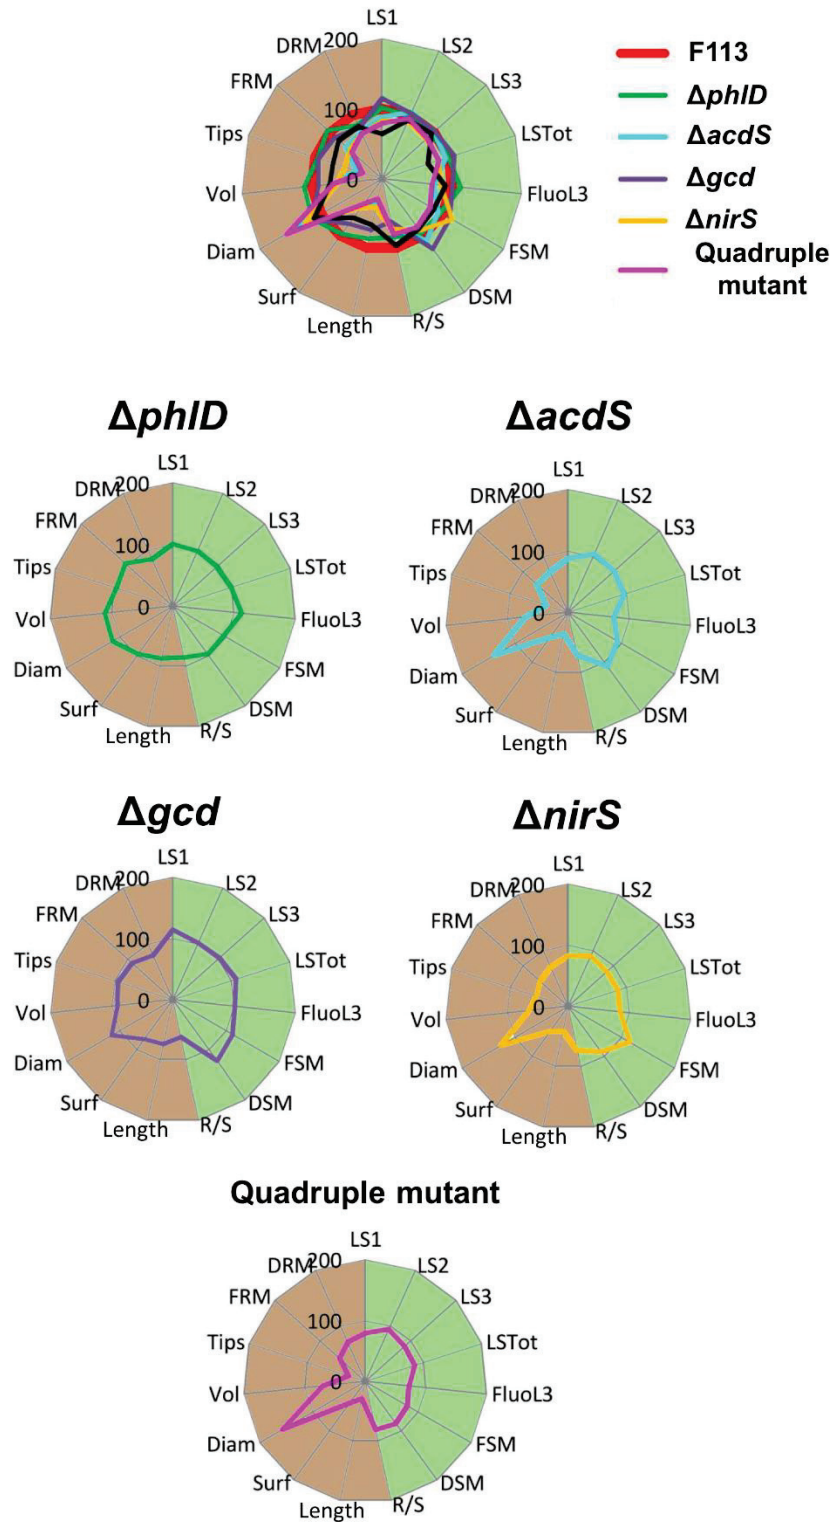 LS1
200
DRM
LS2
FRM
LS3
100
Tips
LSTot
0
Vol
FluoL3
Diam
FSM
Surf
DSM
Length
R/S
F113
ΔphlD
ΔacdS
Δgcd
ΔnirS
Quadruple
mutant
ΔphlD
LS1
200
DRM
LS2
FRM
LS3
100
Tips
LSTot
0
Vol
FluoL3
Diam
FSM
Surf
DSM
Length
R/S
ΔacdS
LS1
200
DRM
LS2
FRM
LS3
100
Tips
LSTot
0
Vol
FluoL3
Diam
FSM
Surf
DSM
Length
R/S
Δgcd
LS1
200
DRM
LS2
FRM
LS3
100
Tips
LSTot
0
Vol
FluoL3
Diam
FSM
Surf
DSM
Length
R/S
ΔnirS
LS1
200
DRM
LS2
FRM
LS3
100
Tips
LSTot
0
Vol
FluoL3
Diam
FSM
Surf
DSM
Length
R/S
Quadruple mutant
LS1
200
DRM
LS2
FRM
LS3
100
Tips
LSTot
0
Vol
FluoL3
Diam
FSM
Surf
DSM
Length
R/S